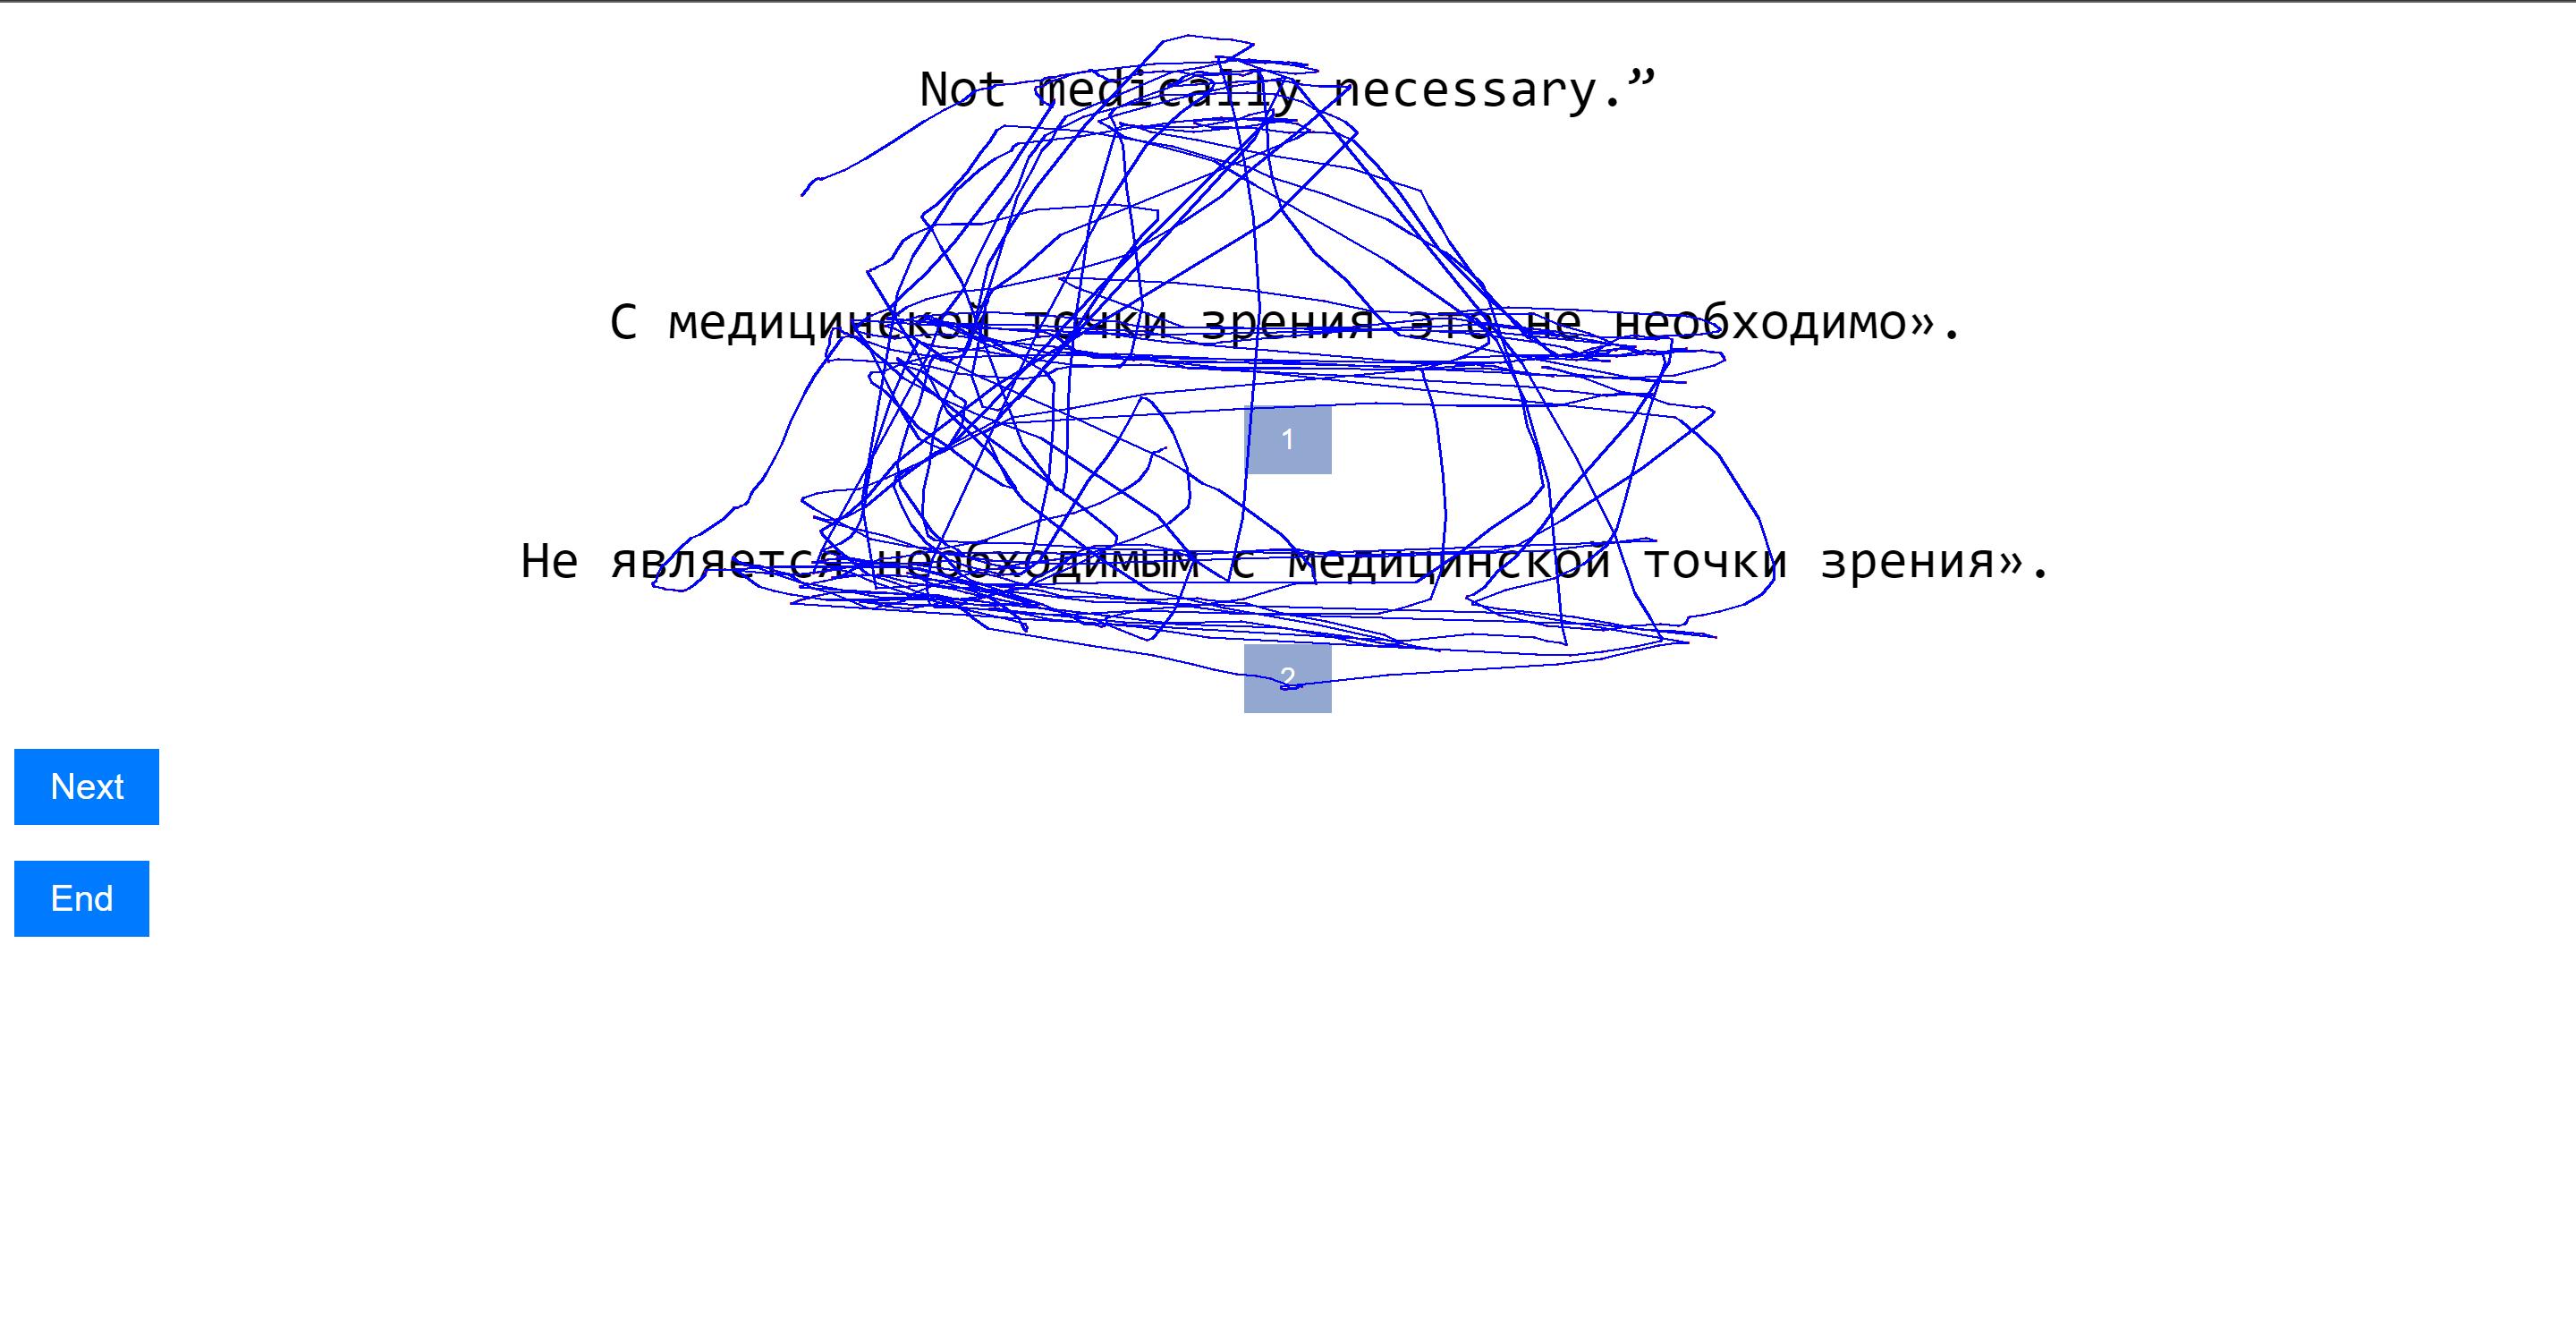 Not medically necessary.”
С медицинской точки зрения это не необходимо».
1
Не является необходимым с медицинской точки зрения».
2
Next
End